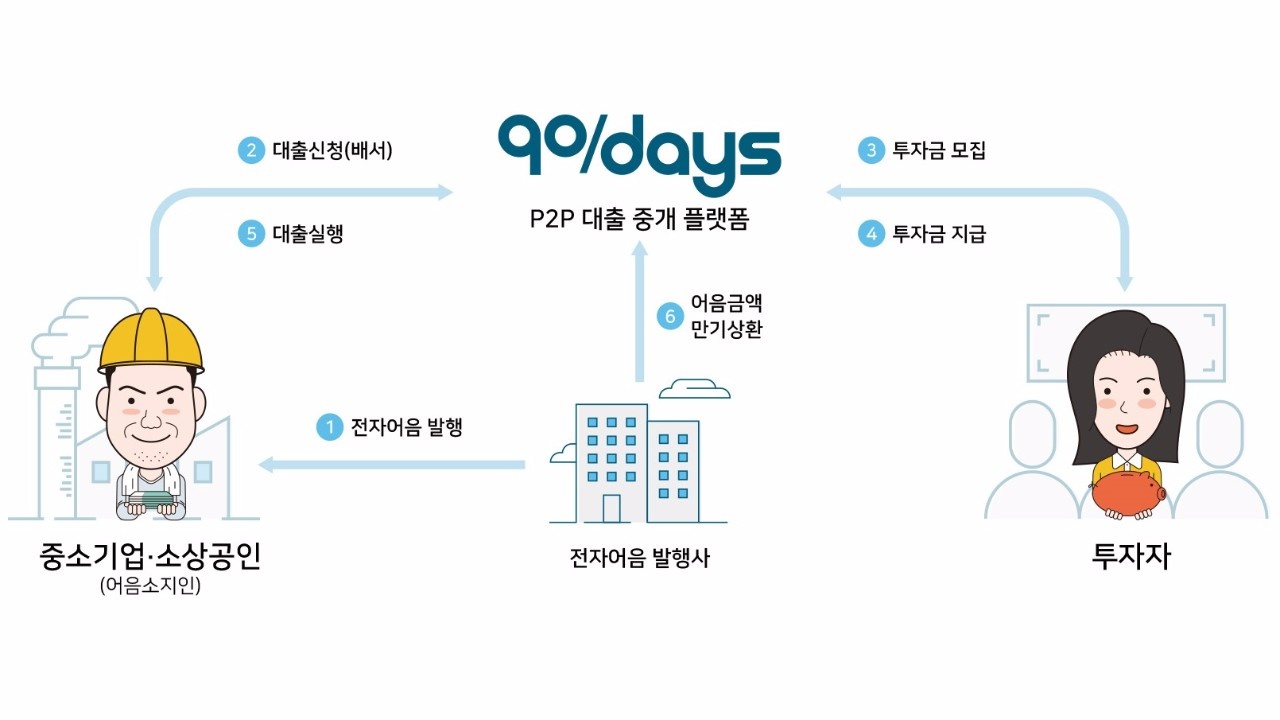 90/days
P2P 대출 중개 플랫폼
2 대출신청(배서)
5 대출실행
3 투자금 모집
4 투자금 지급
6 어음금액
만기상환
1 전자어음 발행
중소기업·소상공인
(어음소지인)
전자어음 발행사
투자자